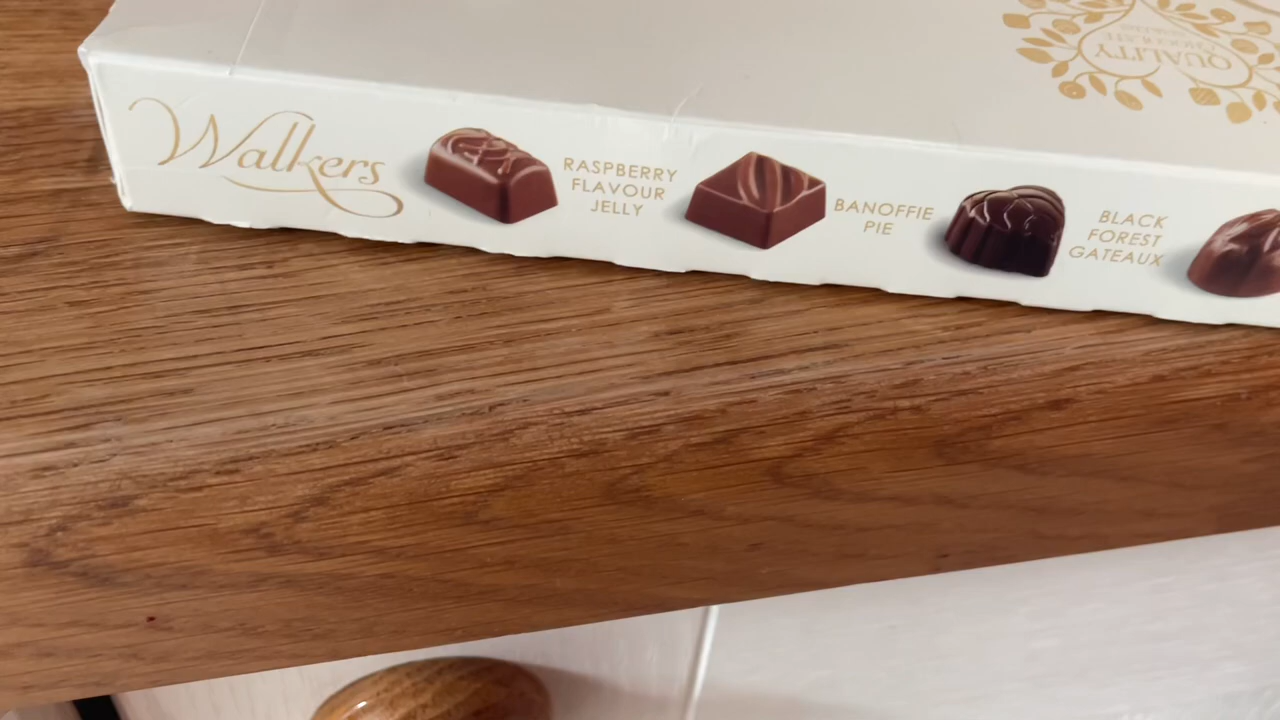 Walkers
RASPBERRY
FLAVOUR
JELLY
BANOFFIE
PIE
BLACK
FOREST
GATEAUX
QUALITY